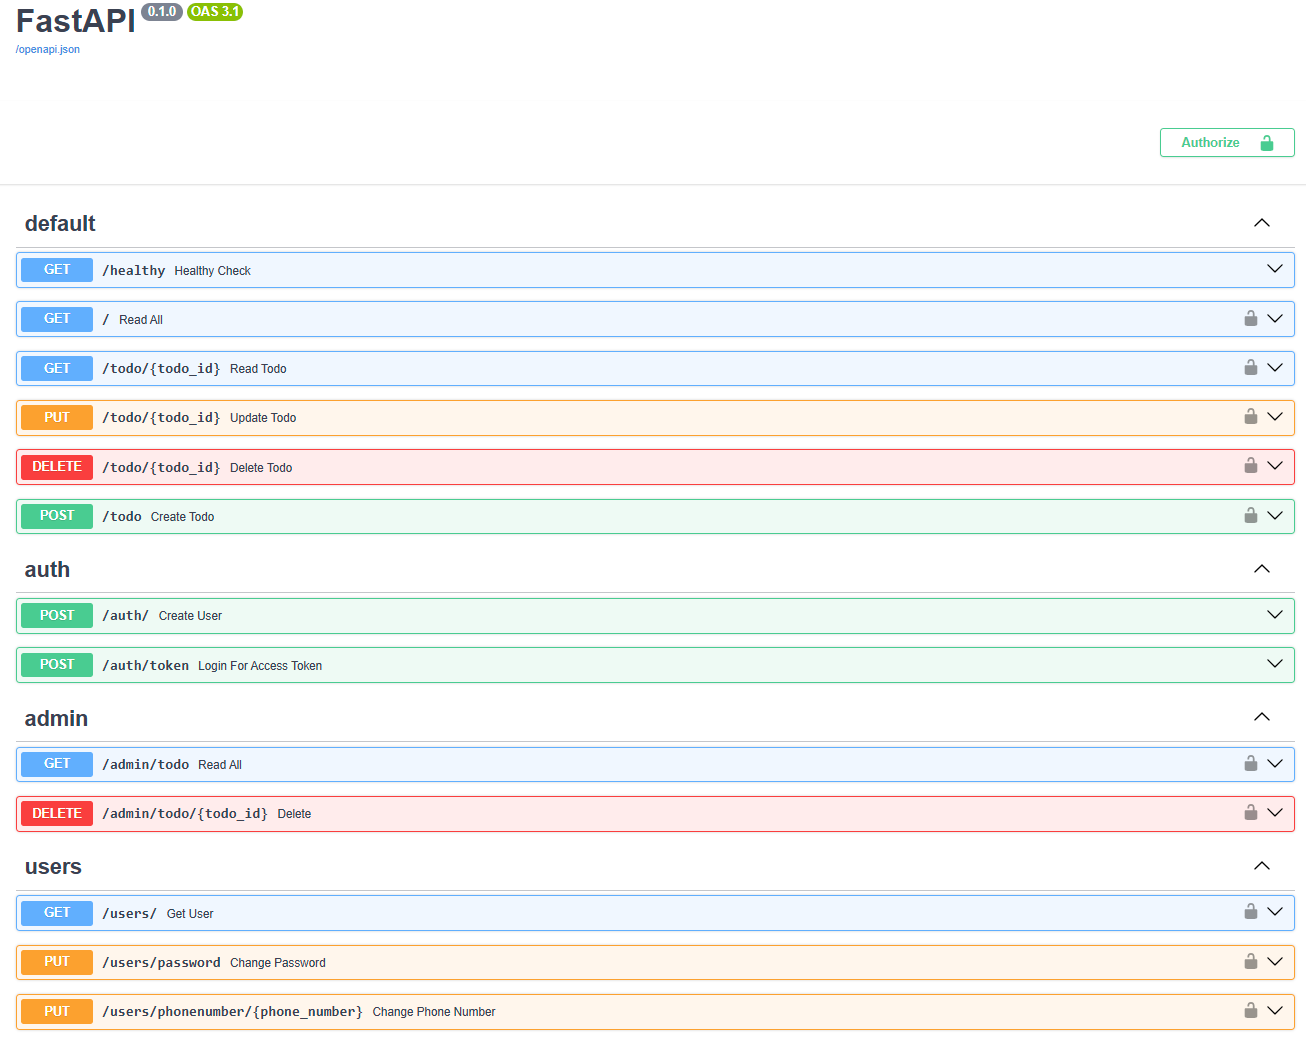 FastAPI 0.1.0 OAS 3.1
/openapi.json
Authorize
default
GET /healthy Healthy Check
GET / Read All
GET /todo/{todo_id} Read Todo
PUT /todo/{todo_id} Update Todo
DELETE /todo/{todo_id} Delete Todo
POST /todo Create Todo
auth
POST /auth/ Create User
POST /auth/token Login For Access Token
admin
GET /admin/todo Read All
DELETE /admin/todo/{todo_id} Delete
users
GET /users/ Get User
PUT /users/password Change Password
PUT /users/phonenumber/{phone_number} Change Phone Number